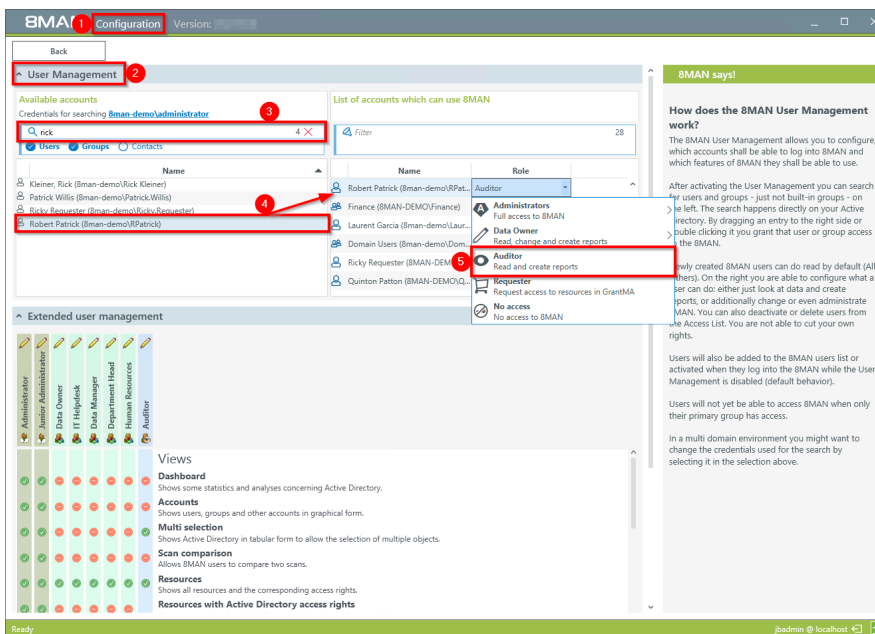 8MA
1
Configuration
Version:
Back
User Management
2
Available accounts
Credentials for searching 8man-demo\administrator
3
rick
4
Users
Groups
Contacts
Name
Kleiner, Rick (8man-demo\Rick Kleiner)
Patrick Willis (8man-demo\Patrick.Willis)
Ricky Requester (8man-demo\Ricky.Requester)
Robert Patrick (8man-demo\RPatrick)
4
List of accounts which can use 8MAN
Filter
28
Name
Role
Robert Patrick (8man-demo\RPat...
Auditor
Finance (8MAN-DEMO\Finance)
Laurent Garcia (8man-demo\Laur...
Domain Users (8man-demo\Dom...
Ricky Requester (8MAN-DEM
Quinton Patton (8MAN-DEMO\Q...
Administrators
Full access to 8MAN
Data Owner
Read, change and create reports
5
Auditor
Read and create reports
Requester
Request access to resources in GrantMA
No access
No access to 8MAN
Extended user management
Administrator
Junior Administrator
Data Owner
IT Helpdesk
Data Manager
Department Head
Human Resources
Auditor
Views
Dashboard
Shows some statistics and analyses concerning Active Directory.
Accounts
Shows users, groups and other accounts in graphical form.
Multi selection
Shows Active Directory in tabular form to allow the selection of multiple objects.
Scan comparison
Allows 8MAN users to compare two scans.
Resources
Shows all resources and the corresponding access rights.
Resources with Active Directory access rights
8MAN says!
How does the 8MAN User Management
work?
The 8MAN User Management allows you to configure,
which accounts shall be able to log into 8MAN and
which features of 8MAN they shall be able to use.
After activating the User Management you can search
for users and groups - just not built-in groups - on
he left. The search happens directly on your Active
irectory. By dragging an entry to the right side or
ouble clicking it you grant that user or group access
the 8MAN.
ewly created 8MAN users can do read by default (All
thers). On the right you are able to configure what a
ser can do: either just look at data and create
eports, or additionally change or even administrate
MAN. You can also deactivate or delete users from
the Access List. You are not able to cut your own
rights.
Users will also be added to the 8MAN users list or
activated when they log into the 8MAN while the User
Management is disabled (default behavior).
Users will not yet be able to access 8MAN when only
their primary group has access.
In a multi domain environment you might want to
change the credentials used for the search by
selecting it in the selection above.
Ready
jbadmin @ localhost